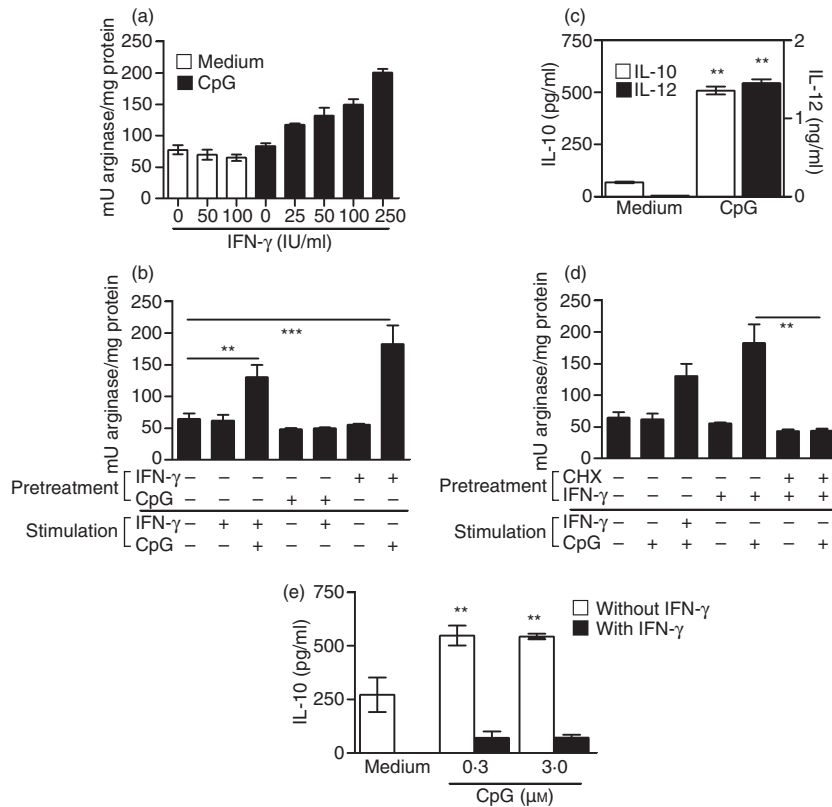 (a)
mU arginase/mg protein
250
200
150
100
50
0
Medium
CpG
0 50 100 0 25 50 100 250
IFN-γ (IU/ml)
(c)
IL-10 (pg/ml)
750
500
250
0
IL-10
IL-12
** **
2
1
0
IL-12 (ng/ml)
Medium CpG
(b)
mU arginase/mg protein
250
200
150
100
50
0
***
**
Pretreatment
IFN-γ – – – – – + +
CpG – – – + + – –
Stimulation
IFN-γ – + + – + – –
CpG – – + – – – +
(d)
mU arginase/mg protein
250
200
150
100
50
0
**
Pretreatment
CHX – – – – – + +
IFN-γ – – – + + + +
Stimulation
IFN-γ – – + – – – –
CpG – + + – + – +
(e)
IL-10 (pg/ml)
750
500
250
0
** **
Without IFN-γ
With IFN-γ
Medium 0·3 3·0
CpG (μM)